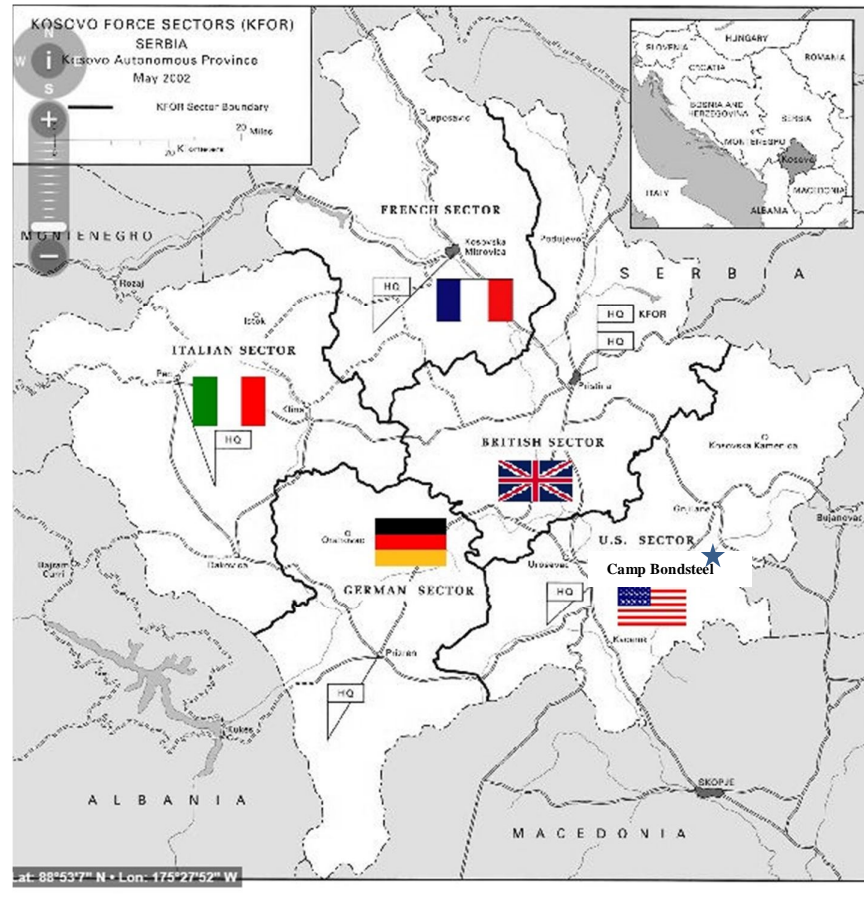 KOSOVO FORCE SECTORS (KFOR)
SERBIA
Kosovo Autonomous Province
May 2002
KFOR Sector Boundary
20 Miles
20 Kilometers
N
W
i
E
S
+
−
SLOVENIA
HUNGARY
ROMANIA
CROATIA
BOSNIA AND
HERZEGOVINA
SERBIA
MONTENEGRO
Kosovo
ITALY
MACEDONIA
ALBANIA
Leposavic
FRENCH SECTOR
MONTENEGRO
Kosovska
Mitrovica
Podujevo
SERBIA
Rozaj
HQ
HQ KFOR
HQ
Istok
ITALIAN SECTOR
Pec
Pristina
Klina
HQ
BRITISH SECTOR
Kosovska Kamenica
Gnjilane
Bujanovac
Orahovac
U.S. SECTOR
Urosevac
Camp Bondsteel
Bajram
Curri
Dakovica
GERMAN SECTOR
HQ
Kacanik
Prizren
HQ
Kukes
SKOPJE
ALBANIA
MACEDONIA
Lat: 88°53'7" N • Lon: 175°27'52" W